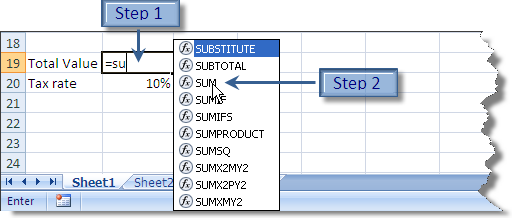 Step 1
18
19 Total Value =su
20 Tax rate 10%
21
22
23
24
25
SUBSTITUTE
SUBTOTAL
SUM
SUMIFS
SUMPRODUCT
SUMSQ
SUMX2MY2
SUMX2PY2
SUMXMY2
Step 2
Sheet1 Sheet2
Enter